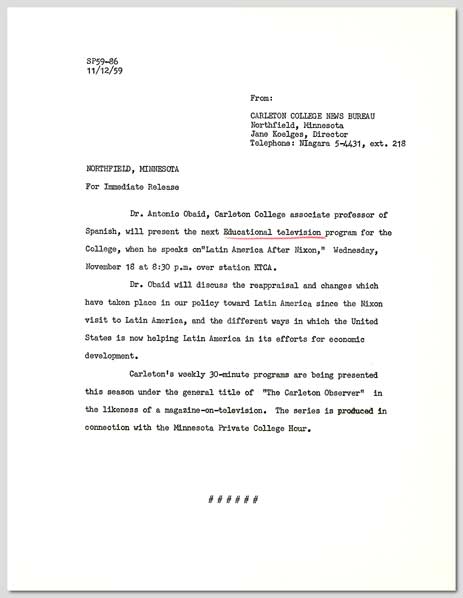 SP59-86
11/12/59
From:
CARLETON COLLEGE NEWS BUREAU
Northfield, Minnesota
Jane Koelges, Director
Telephone: NIagara 5-4431, ext. 218
NORTHFIELD, MINNESOTA
For Immediate Release
Dr. Antonio Obaid, Carleton College associate professor of
Spanish, will present the next Educational television program for the
College, when he speaks on"Latin America After Nixon," Wednesday,
November 18 at 8:30 p.m. over station KTCA.
Dr. Obaid will discuss the reappraisal and changes which
have taken place in our policy toward Latin America since the Nixon
visit to Latin America, and the different ways in which the United
States is now helping Latin America in its efforts for economic
development.
Carleton's weekly 30-minute programs are being presented
this season under the general title of "The Carleton Observer" in
the likeness of a magazine-on-television. The series is produced in
connection with the Minnesota Private College Hour.
# # # # # #